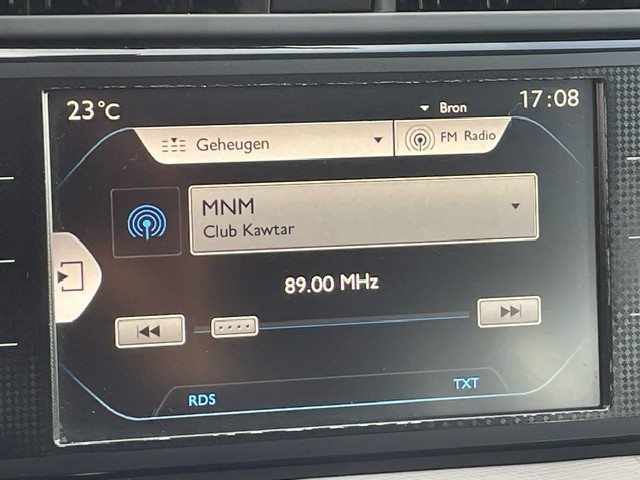 23°C
Bron
17:08
Geheugen
FM Radio
MNM
Club Kawtar
89.00 MHz
RDS
TXT